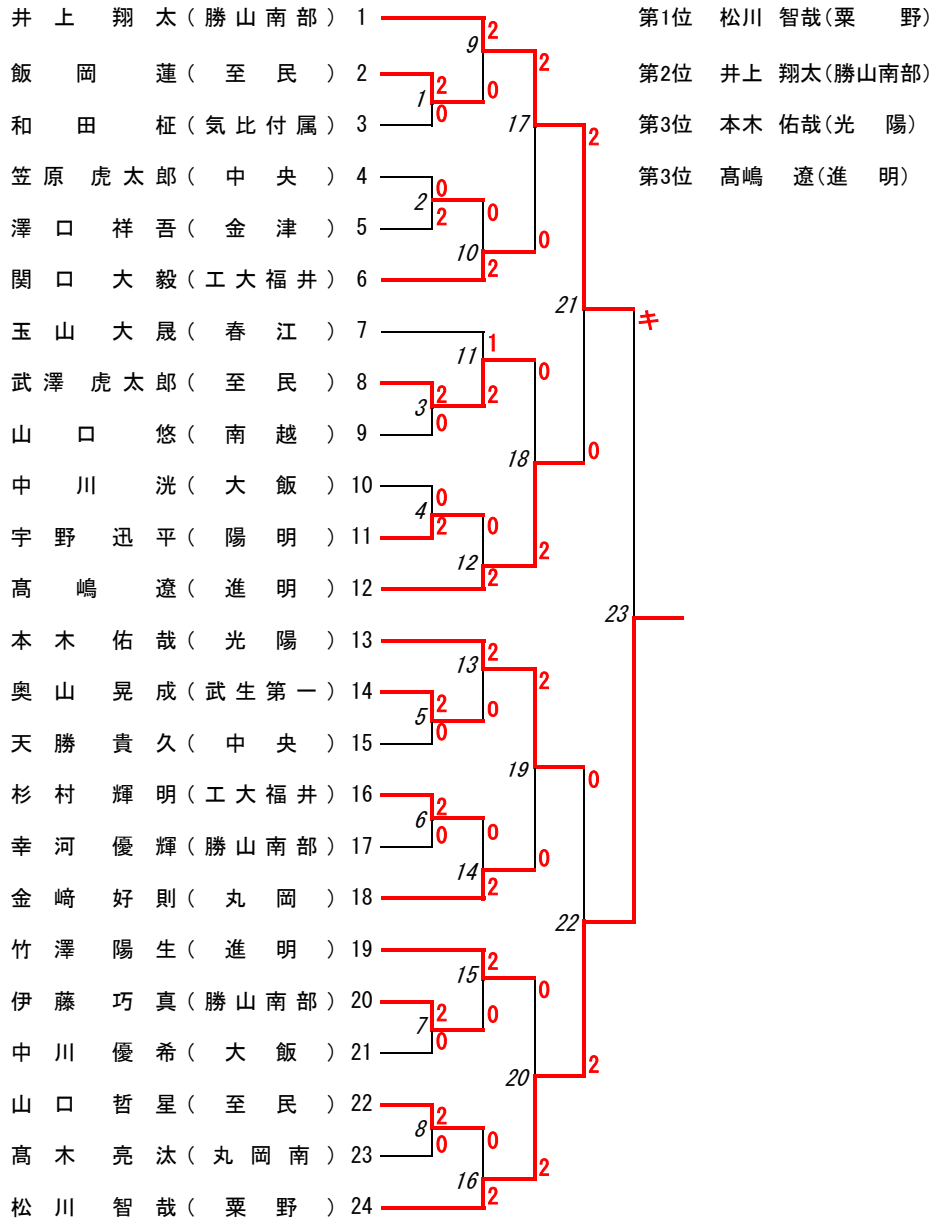 井上 翔太(勝山南部) 1
飯岡 蓮(至民) 2
和田 柾(気比付属) 3
笠原 虎太郎(中央) 4
澤口 祥吾(金津) 5
関口 大毅(工大福井) 6
玉山 大晟(春江) 7
武澤 虎太郎(至民) 8
山口 悠(南越) 9
中川 洸(大飯) 10
宇野 迅平(陽明) 11
髙嶋 遼(進明) 12
本木 佑哉(光陽) 13
奥山 晃成(武生第一) 14
天勝 貴久(中央) 15
杉村 輝明(工大福井) 16
幸河 優輝(勝山南部) 17
金﨑 好則(丸岡) 18
竹澤 陽生(進明) 19
伊藤 巧真(勝山南部) 20
中川 優希(大飯) 21
山口 哲星(至民) 22
髙木 亮汰(丸岡南) 23
松川 智哉(粟野) 24
1 2 0
2 0 2
3 2 0
4 0 2
5 2 0
6 2 0
7 2 0
8 2 0
9 2 0
10 0 2
11 1 2
12 0 2
13 2 0
14 0 2
15 2 0
16 0 2
17 2 0
18 0 2
19 2 0
20 0 2
21 2 0
22 0 2
23 キ
第1位 松川 智哉(粟 野)
第2位 井上 翔太(勝山南部)
第3位 本木 佑哉(光 陽)
第3位 髙嶋 遼(進 明)